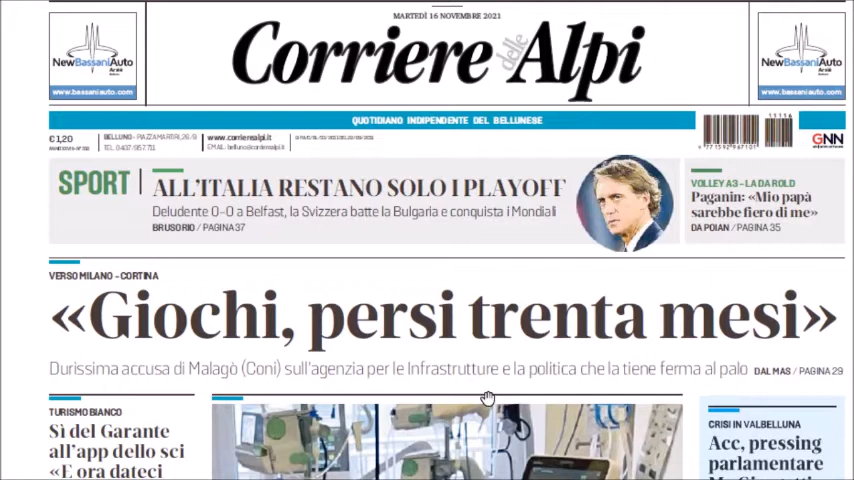 MARTEDÌ 16 NOVEMBRE 2021
Corriere delle Alpi
NewBassaniAuto
www.bassaniauto.com
NewBassaniAuto
www.bassaniauto.com
QUOTIDIANO INDIPENDENTE DEL BELLUNESE
€ 1,20
BELLUNO - PIAZZA MARTIRI, 26/B
TEL. 0437-957.711
www.corrierealpi.it
EMAIL: belluno@corrierealpi.it
11116
9 771592 967101
GNN
SPORT
ALL'ITALIA RESTANO SOLO I PLAYOFF
Deludente 0-0 a Belfast, la Svizzera batte la Bulgaria e conquista i Mondiali
BRUSORIO / PAGINA 37
VOLLEY A3 - LA DA ROLD
Paganin: «Mio papà
sarebbe fiero di me»
DA POIAN / PAGINA 35
VERSO MILANO - CORTINA
«Giochi, persi trenta mesi»
Durissima accusa di Malagò (Coni) sull'agenzia per le Infrastrutture e la politica che la tiene ferma al palo DAL MAS / PAGINA 29
TURISMO BIANCO
Sì del Garante
all'app dello sci
«E ora dateci
CRISI IN VALBELLUNA
Acc, pressing
parlamentare